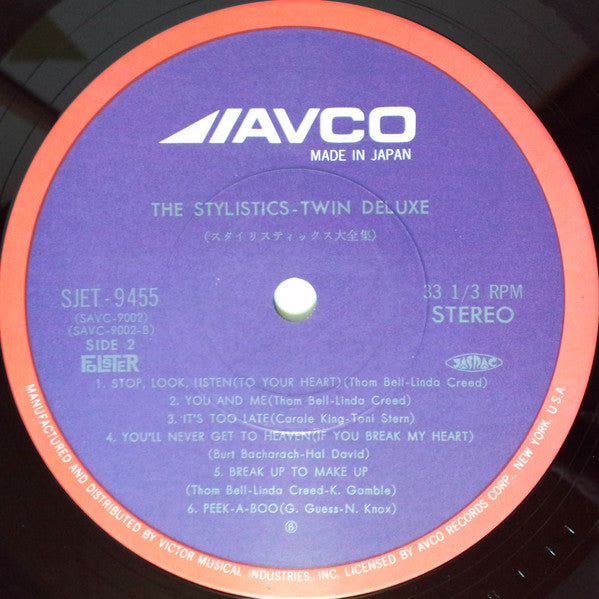 AVCO
MADE IN JAPAN
THE STYLISTICS-TWIN DELUXE
(スタイリスティックス大全集)
SJET-9455
(SAVC-9002)
(SAVC-9002-B)
SIDE 2
33 1/3 RPM
STEREO
FOLSTER
JASRAC
1. STOP, LOOK, LISTEN(TO YOUR HEART)(Thom Bell-Linda Creed)
2. YOU AND ME(Thom Bell-Linda Creed)
3. IT'S TOO LATE(Carole King-Toni Stern)
4. YOU'LL NEVER GET TO HEAVEN(IF YOU BREAK MY HEART)
(Burt Bacharach-Hal David)
5. BREAK UP TO MAKE UP
(Thom Bell-Linda Creed-K. Gamble)
6. PEEK-A-BOO(G. Guess-N. Knox)
MANUFACTURED AND DISTRIBUTED BY VICTOR MUSICAL INDUSTRIES, INC. LICENSED BY AVCO RECORDS CORP., NEW YORK, U.S.A.